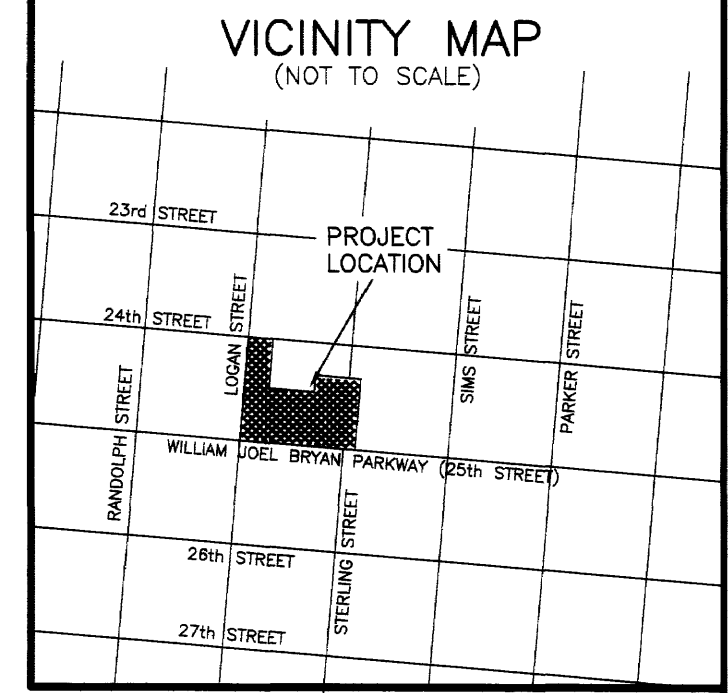 VICINITY MAP
(NOT TO SCALE)
23rd STREET
PROJECT
LOCATION
24th STREET
LOGAN STREET
SIMS STREET
PARKER STREET
RANDOLPH STREET
WILLIAM JOEL BRYAN PARKWAY (25th STREET)
STERLING STREET
26th STREET
27th STREET